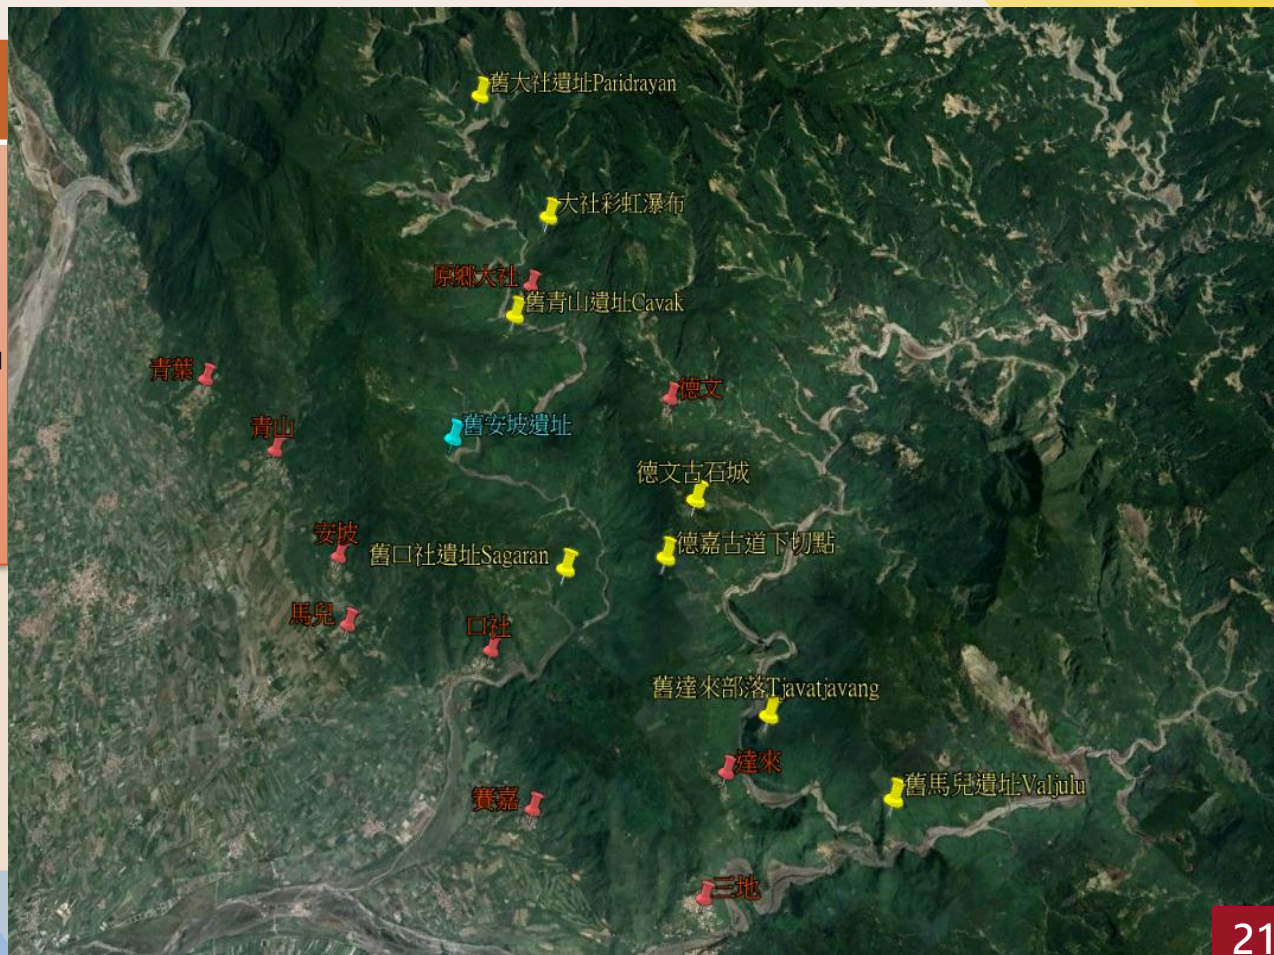 舊大社遺址Paridrayan
大社彩虹瀑布
原鄉大社
舊青山遺址Cavak
青葉
德文
青山
舊安坡遺址
德文古石城
安坡
舊口社遺址Sagaran
德嘉古道下切點
馬兒
口社
舊達來部落Tjavatjavang
達來
舊馬兒遺址Valjulu
賽嘉
三地
21